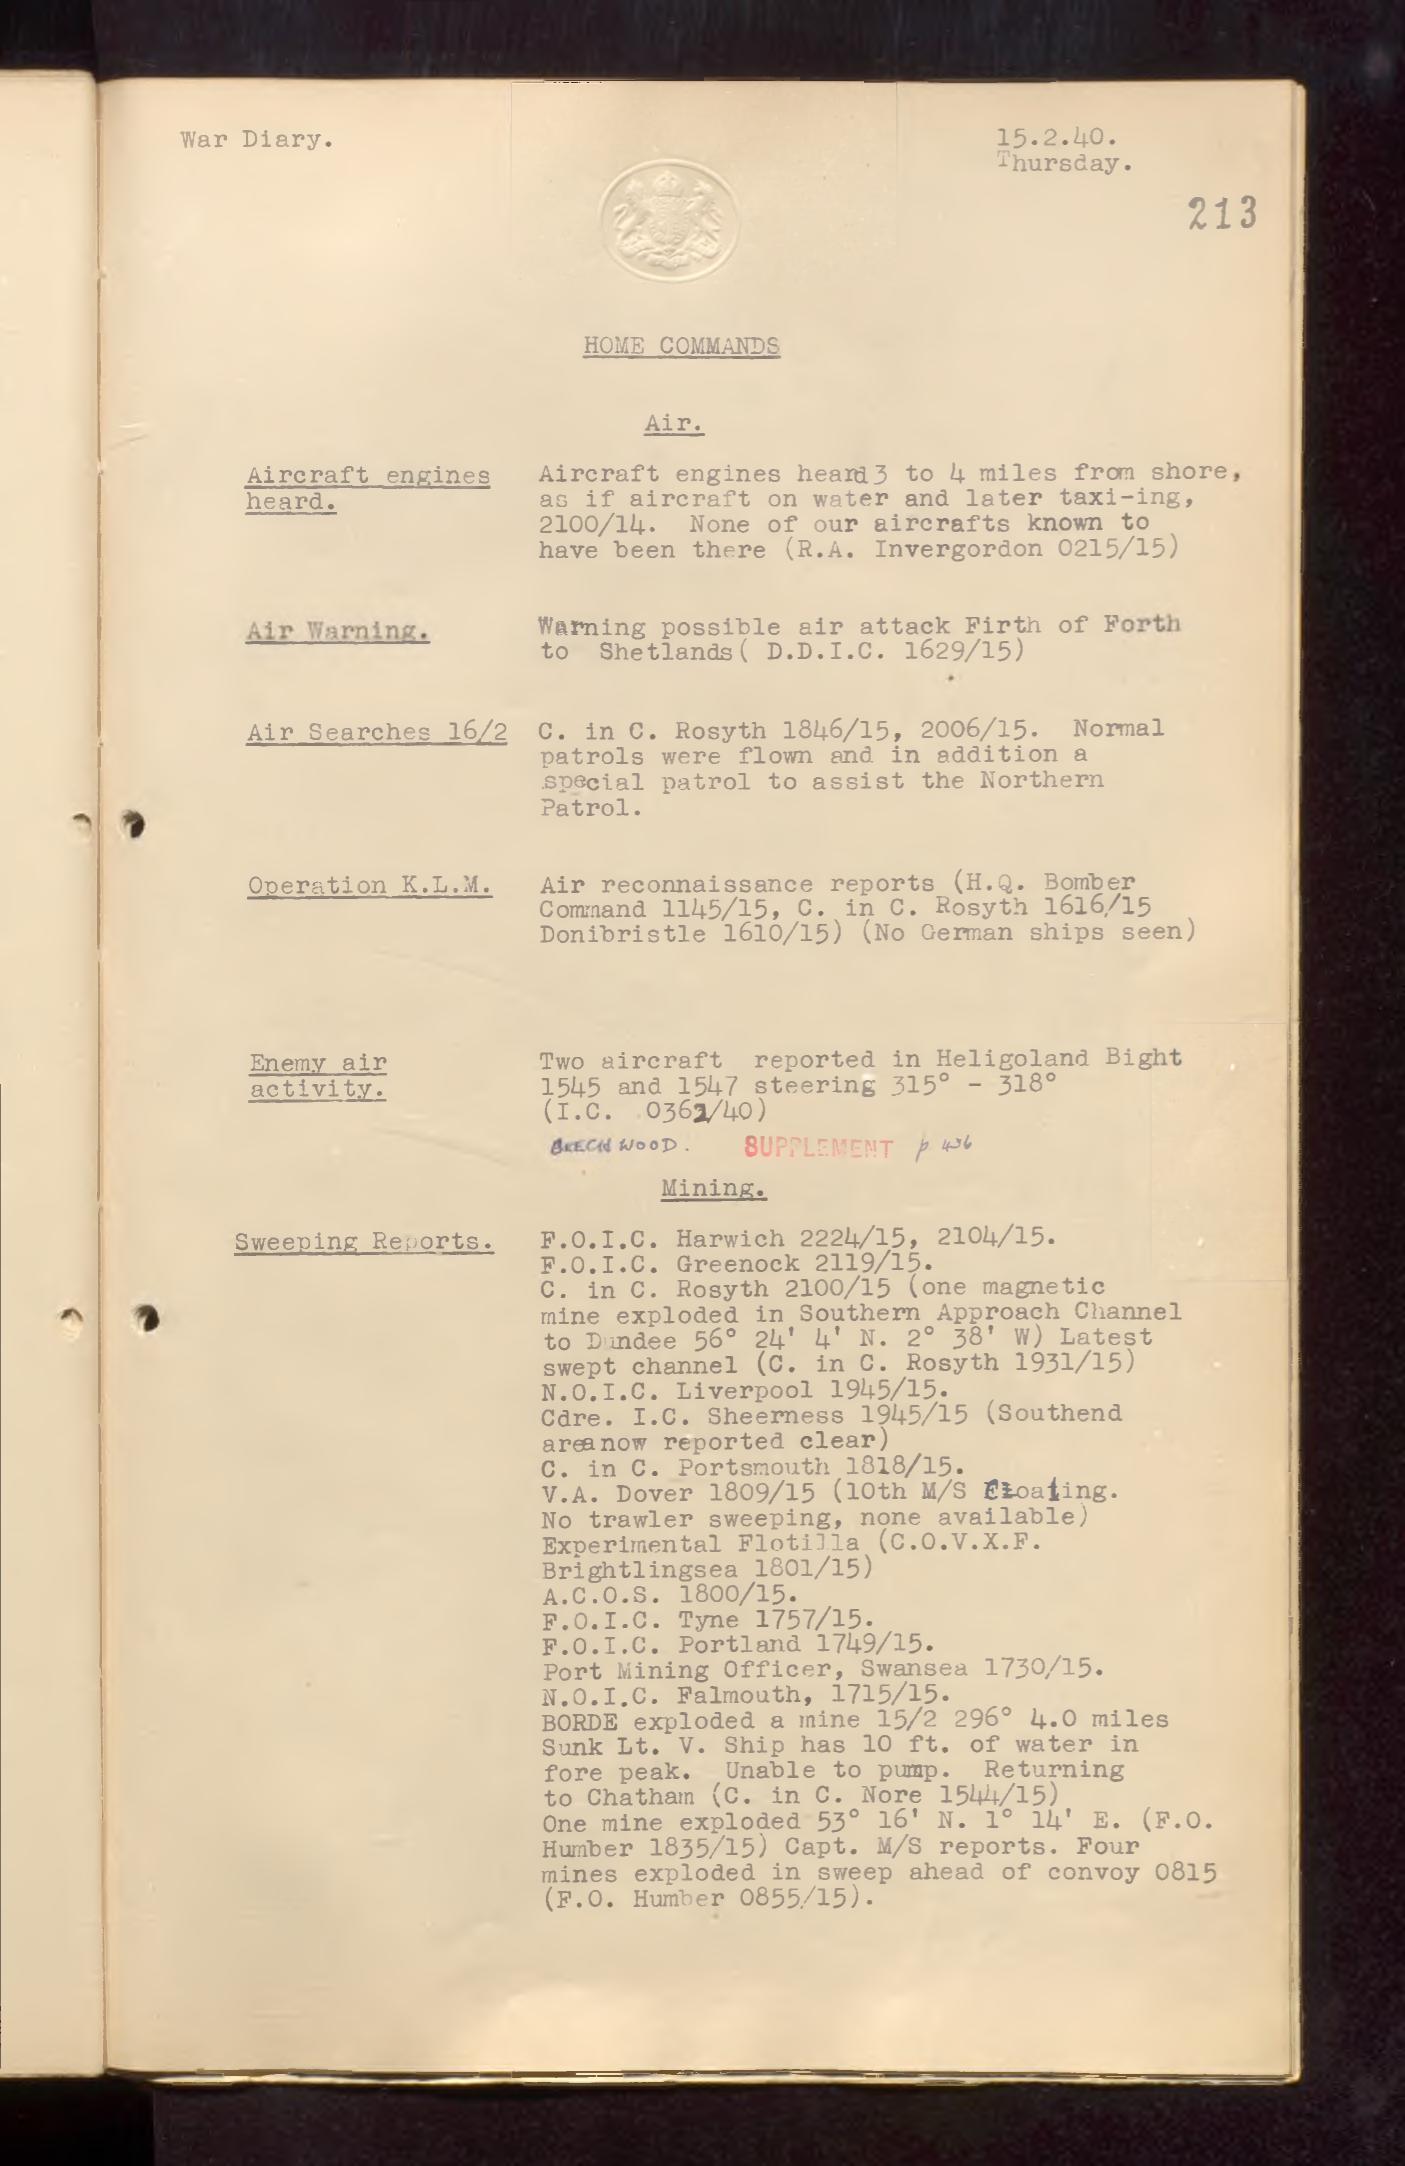 War Diary.
15.2.40.
Thursday.
213
HOME COMMANDS
Air.
Aircraft engines
heard.
Aircraft engines heard 3 to 4 miles from shore,
as if aircraft on water and later taxi-ing,
2100/14. None of our aircrafts known to
have been there (R.A. Invergordon 0215/15)
Air Warning.
Warning possible air attack Firth of Forth
to Shetlands( D.D.I.C. 1629/15)
Air Searches 16/2
C. in C. Rosyth 1846/15, 2006/15. Normal
patrols were flown and in addition a
special patrol to assist the Northern
Patrol.
Operation K.L.M.
Air reconnaissance reports (H.Q. Bomber
Command 1145/15, C. in C. Rosyth 1616/15
Donibristle 1610/15) (No German ships seen)
Enemy air
activity.
Two aircraft reported in Heligoland Bight
1545 and 1547 steering 315° - 318°
(I.C. 0362/40)
BEECHWOOD. SUPPLEMENT p 436
Mining.
Sweeping Reports.
F.O.I.C. Harwich 2224/15, 2104/15.
F.O.I.C. Greenock 2119/15.
C. in C. Rosyth 2100/15 (one magnetic
mine exploded in Southern Approach Channel
to Dundee 56° 24' 4' N. 2° 38' W) Latest
swept channel (C. in C. Rosyth 1931/15)
N.O.I.C. Liverpool 1945/15.
Cdre. I.C. Sheerness 1945/15 (Southend
area now reported clear)
C. in C. Portsmouth 1818/15.
V.A. Dover 1809/15 (10th M/S
No trawler sweeping, none available)
Experimental Flotilla (C.O.V.X.F.
Brightlingsea 1801/15)
A.C.O.S. 1800/15.
F.O.I.C. Tyne 1757/15.
F.O.I.C. Portland 1749/15.
Port Mining Officer, Swansea 1730/15.
N.O.I.C. Falmouth, 1715/15.
BORDE exploded a mine 15/2 296° 4.0 miles
Sunk Lt. V. Ship has 10 ft. of water in
fore peak. Unable to pump. Returning
to Chatham (C. in C. Nore 1544/15)
One mine exploded 53° 16' N. 1° 14' E. (F.O.
Humber 1835/15) Capt. M/S reports. Four
mines exploded in sweep ahead of convoy 0815
(F.O. Humber 0855/15).